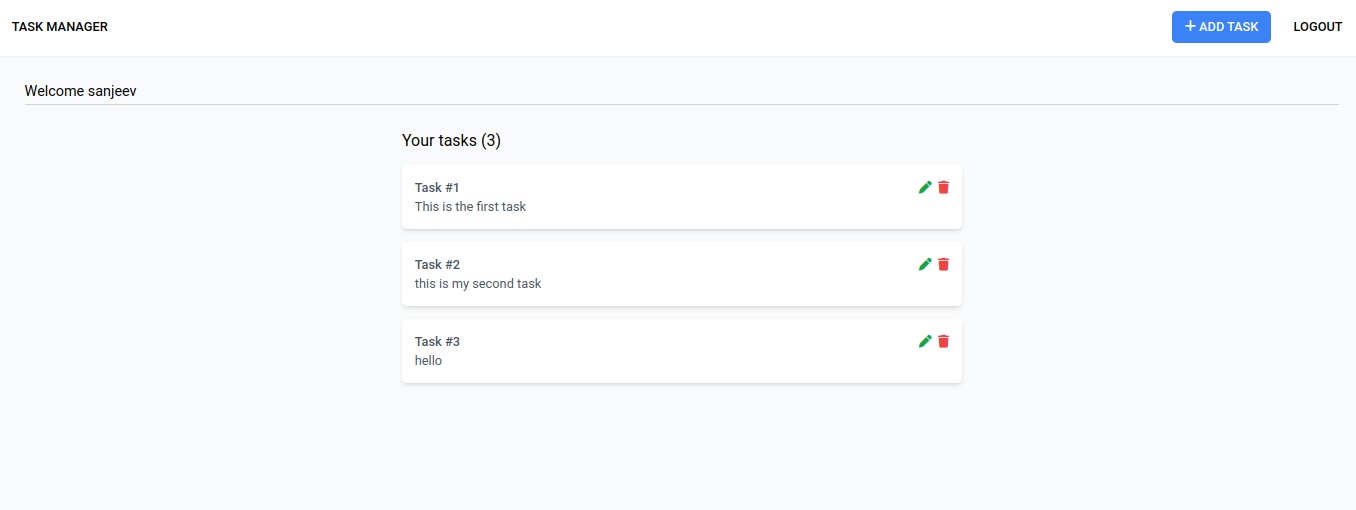 TASK MANAGER
+ ADD TASK
LOGOUT
Welcome sanjeev
Your tasks (3)
Task #1
This is the first task
Task #2
this is my second task
Task #3
hello